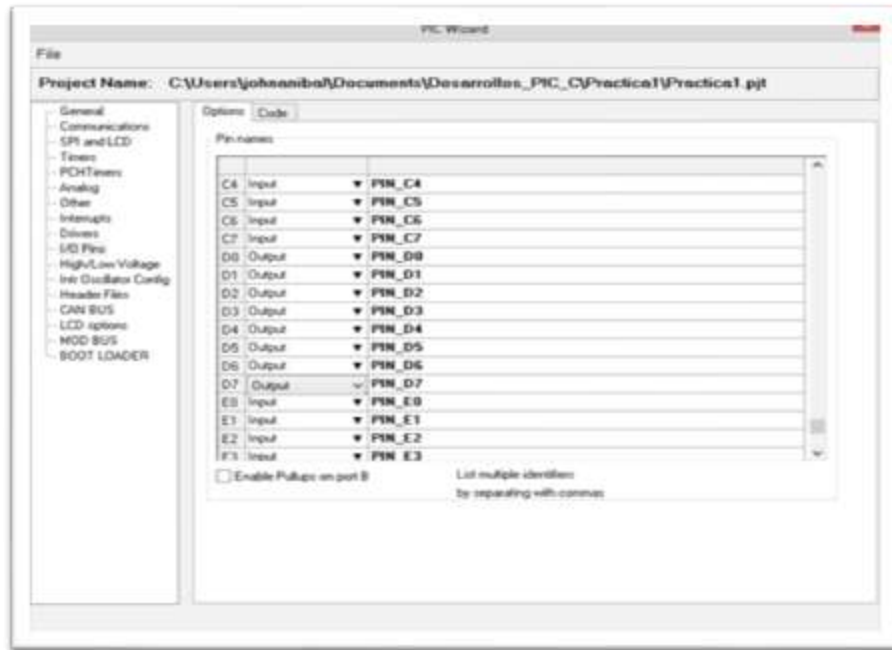 PIC Wizard
File
Project Name: C:\Users\johnanibal\Documents\Desarrollos_PIC_C\Practica1\Practica1.pjt
General
Communications
SPI and LCD
Timers
PCHTimers
Analog
Other
Interrupts
Drivers
I/O Pins
High/Low Voltage
Intr Oscillator Config
Header Files
CAN BUS
LCD options
MOD BUS
BOOT LOADER
Options Code
Pin names
C4 Input PIN_C4
C5 Input PIN_C5
C6 Input PIN_C6
C7 Input PIN_C7
D0 Output PIN_D0
D1 Output PIN_D1
D2 Output PIN_D2
D3 Output PIN_D3
D4 Output PIN_D4
D5 Output PIN_D5
D6 Output PIN_D6
D7 Output PIN_D7
E0 Input PIN_E0
E1 Input PIN_E1
E2 Input PIN_E2
E3 Input PIN_E3
Enable Pullups on port B
List multiple identifiers
by separating with commas